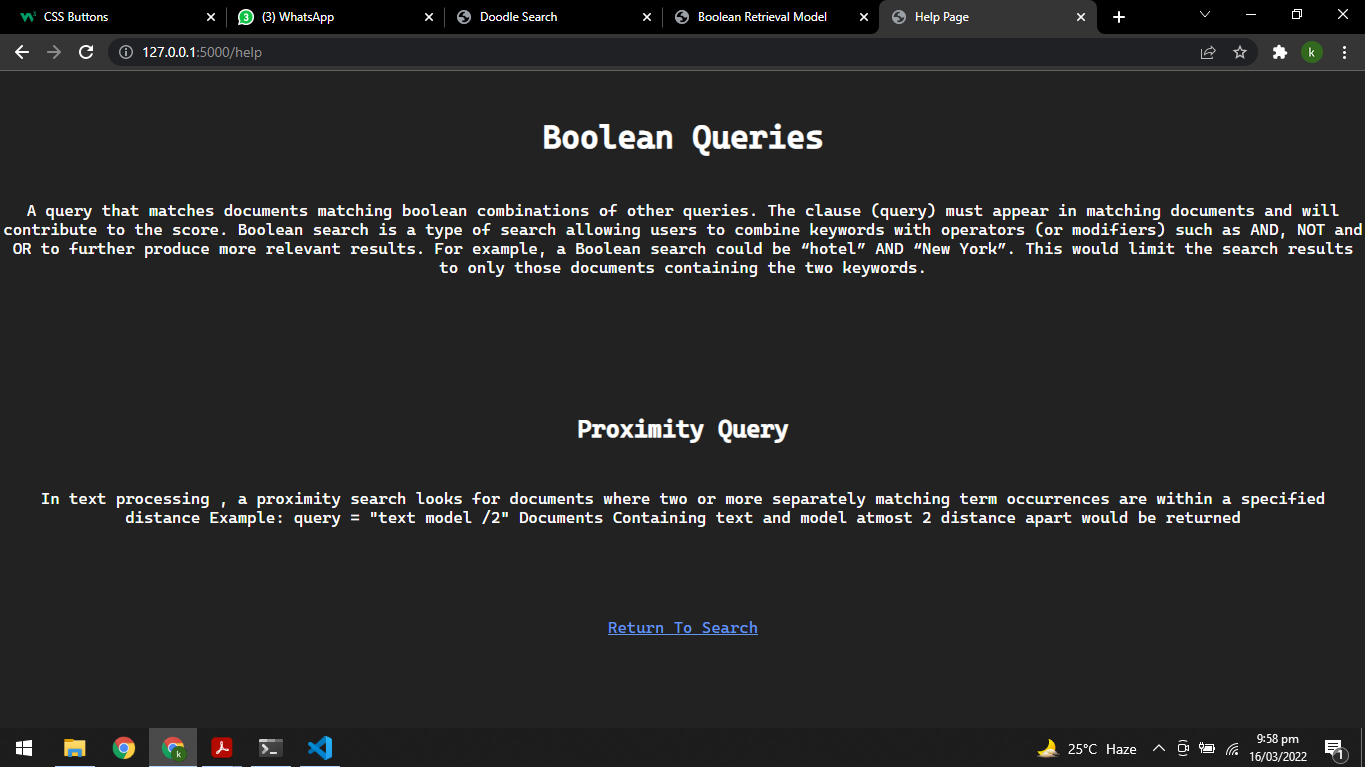 CSS Buttons
(3) WhatsApp
Doodle Search
Boolean Retrieval Model
Help Page
127.0.0.1:5000/help
k
Boolean Queries
A query that matches documents matching boolean combinations of other queries. The clause (query) must appear in matching documents and will
contribute to the score. Boolean search is a type of search allowing users to combine keywords with operators (or modifiers) such as AND, NOT and
OR to further produce more relevant results. For example, a Boolean search could be “hotel” AND “New York”. This would limit the search results
to only those documents containing the two keywords.
Proximity Query
In text processing , a proximity search looks for documents where two or more separately matching term occurrences are within a specified
distance Example: query = "text model /2" Documents Containing text and model atmost 2 distance apart would be returned
Return To Search
25°C Haze
9:58 pm
16/03/2022
1